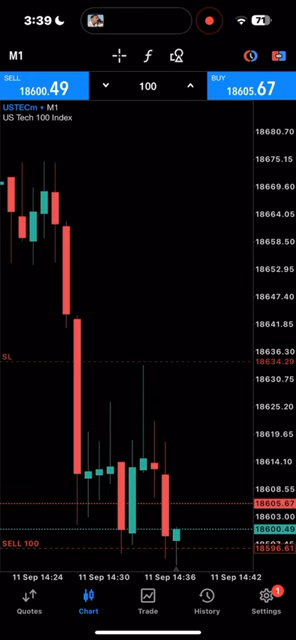 3:39
71
M1
f
SELL
18600.49
100
BUY
18605.67
USTECm • M1
US Tech 100 Index
18680.70
18675.15
18669.60
18664.05
18658.50
18652.95
18647.40
18641.85
18636.30
SL
18634.29
18630.75
18625.20
18619.65
18614.10
18608.55
18605.67
18603.00
18600.49
SELL 100
18596.61
11 Sep 14:24
11 Sep 14:30
11 Sep 14:36
11 Sep 14:42
1
Quotes
Chart
Trade
History
Settings